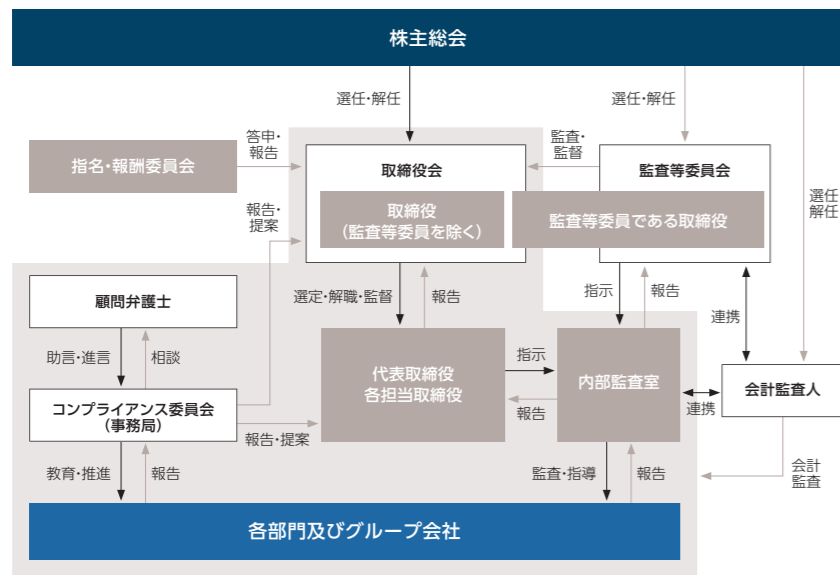 株主総会
選任・解任
選任・解任
選任・
解任
答申・
報告
監査・
監督
指名・報酬委員会
取締役会
監査等委員会
取締役
(監査等委員を除く)
監査等委員である取締役
報告・
提案
選定・解職・監督
報告
指示
報告
連携
顧問弁護士
助言・進言
相談
代表取締役
各担当取締役
指示
報告
内部監査室
連携
会計監査人
コンプライアンス委員会
(事務局)
報告・提案
教育・推進
報告
監査・指導
報告
会計
監査
各部門及びグループ会社